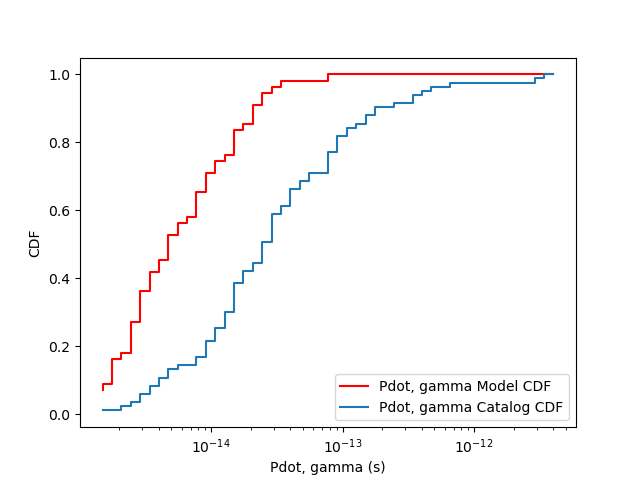 1.0
0.8
0.6
0.4
0.2
0.0
CDF
10^{-14}
10^{-13}
10^{-12}
Pdot, gamma (s)
Pdot, gamma Model CDF
Pdot, gamma Catalog CDF